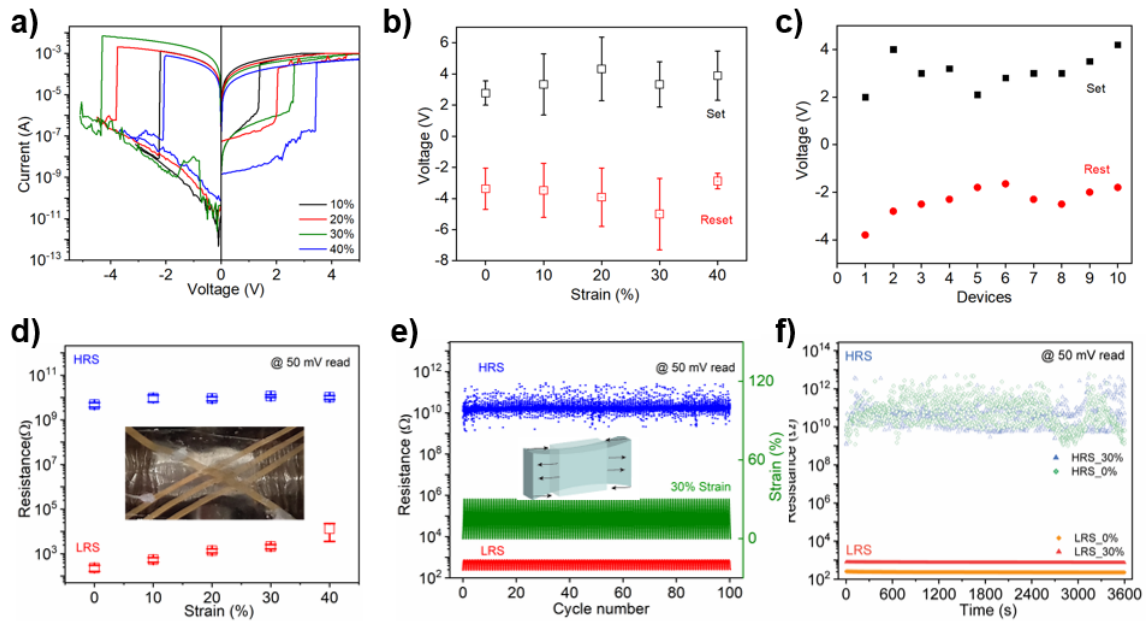 a)
10⁻¹
10⁻³
10⁻⁵
10⁻⁷
10⁻⁹
10⁻¹¹
10⁻¹³
Current (A)
10%
20%
30%
40%
-4 -2 0 2 4
Voltage (V)
b)
6
4
2
0
-2
-4
-6
-8
Voltage (V)
Set
Reset
0 10 20 30 40
Strain (%)
c)
4
2
0
-2
-4
Voltage (V)
Set
Rest
0 1 2 3 4 5 6 7 8 9 10
Devices
d)
HRS
@ 50 mV read
10¹¹
10⁹
10⁷
10⁵
10³
Resistance(Ω)
LRS
0 10 20 30 40
Strain (%)
e)
HRS
@ 50 mV read
10¹²
10¹⁰
10⁸
10⁶
10⁴
10²
Resistance (Ω)
120
60
0
Strain (%)
30% Strain
LRS
0 20 40 60 80 100
Cycle number
f)
10¹⁴
HRS
@ 50 mV read
10¹²
10¹⁰
10⁸
10⁶
10⁴
10²
Resistance (Ω)
HRS_30%
HRS_0%
LRS
LRS_0%
LRS_30%
0 600 1200 1800 2400 3000 3600
Time (s)